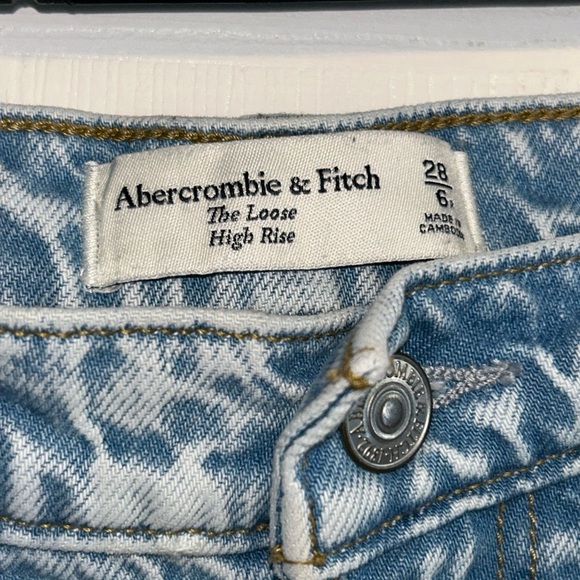 Abercrombie & Fitch
The Loose
High Rise
28
6
MADE IN